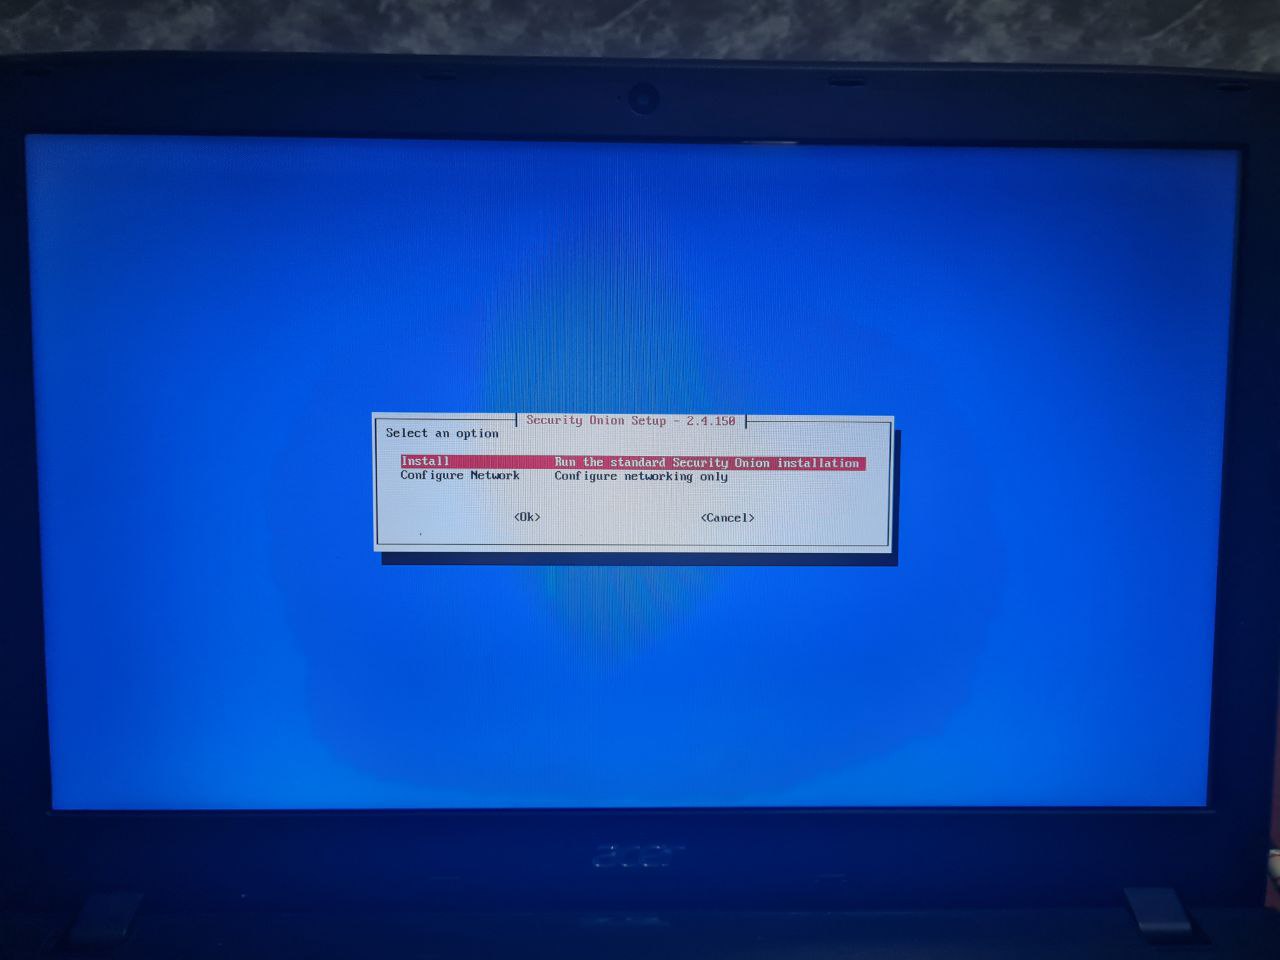 Security Onion Setup - 2.4.150
Select an option
Install Run the standard Security Onion installation
Configure Network Configure networking only
<Ok> <Cancel>
acer